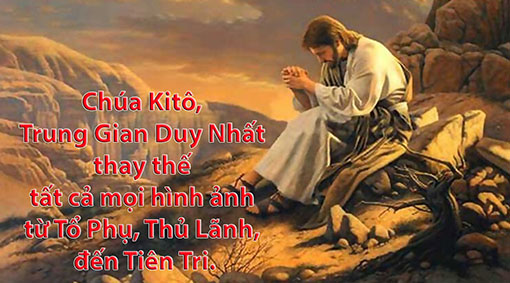 Chúa Kitô,
Trung Gian Duy Nhất
thay thế
tất cả mọi hình ảnh
từ Tổ Phụ, Thủ Lãnh,
đến Tiên Tri.